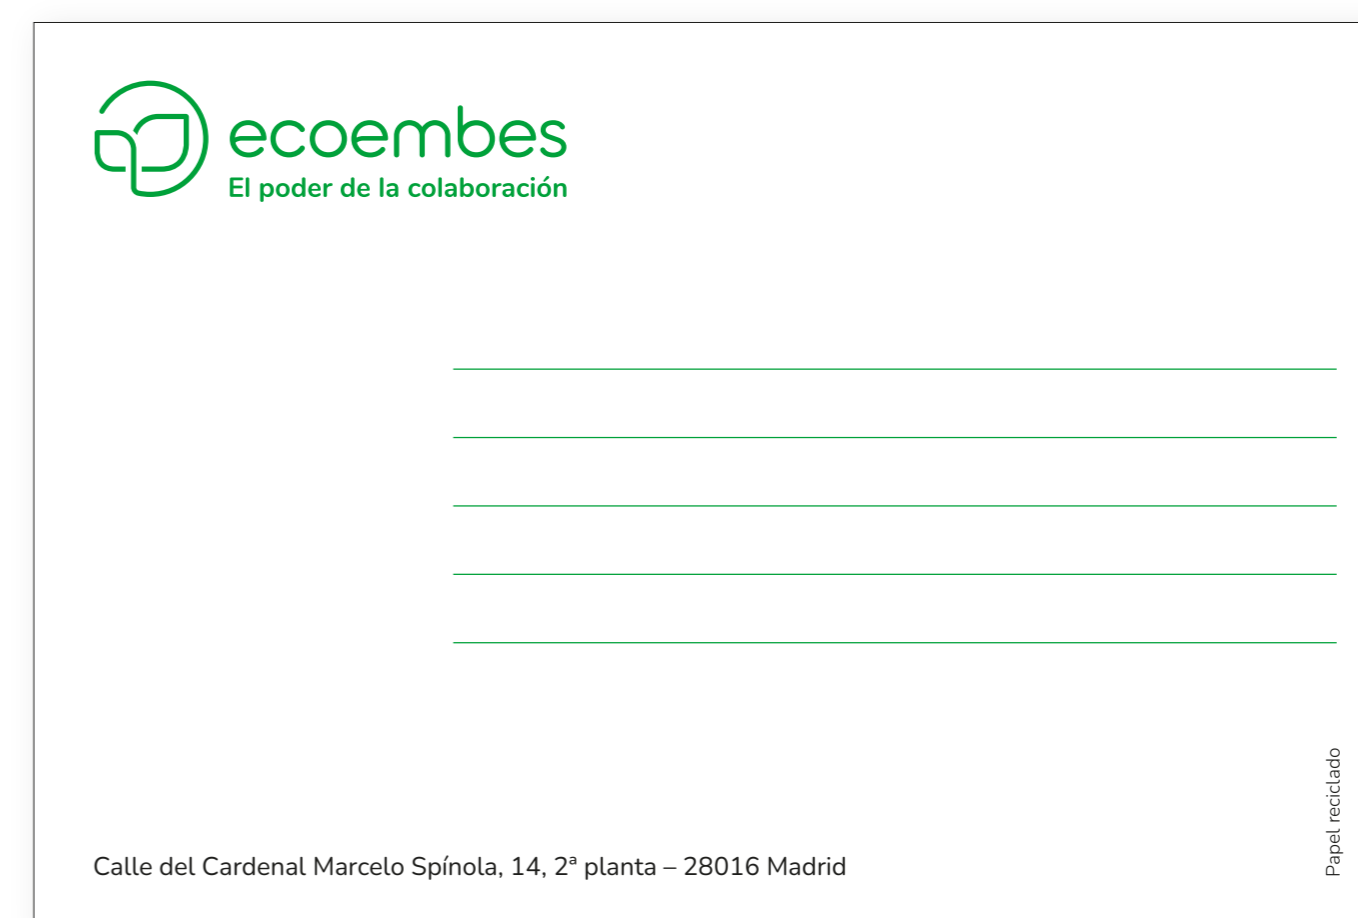 ecoembes
El poder de la colaboración
Papel reciclado
Calle del Cardenal Marcelo Spínola, 14, 2ª planta – 28016 Madrid